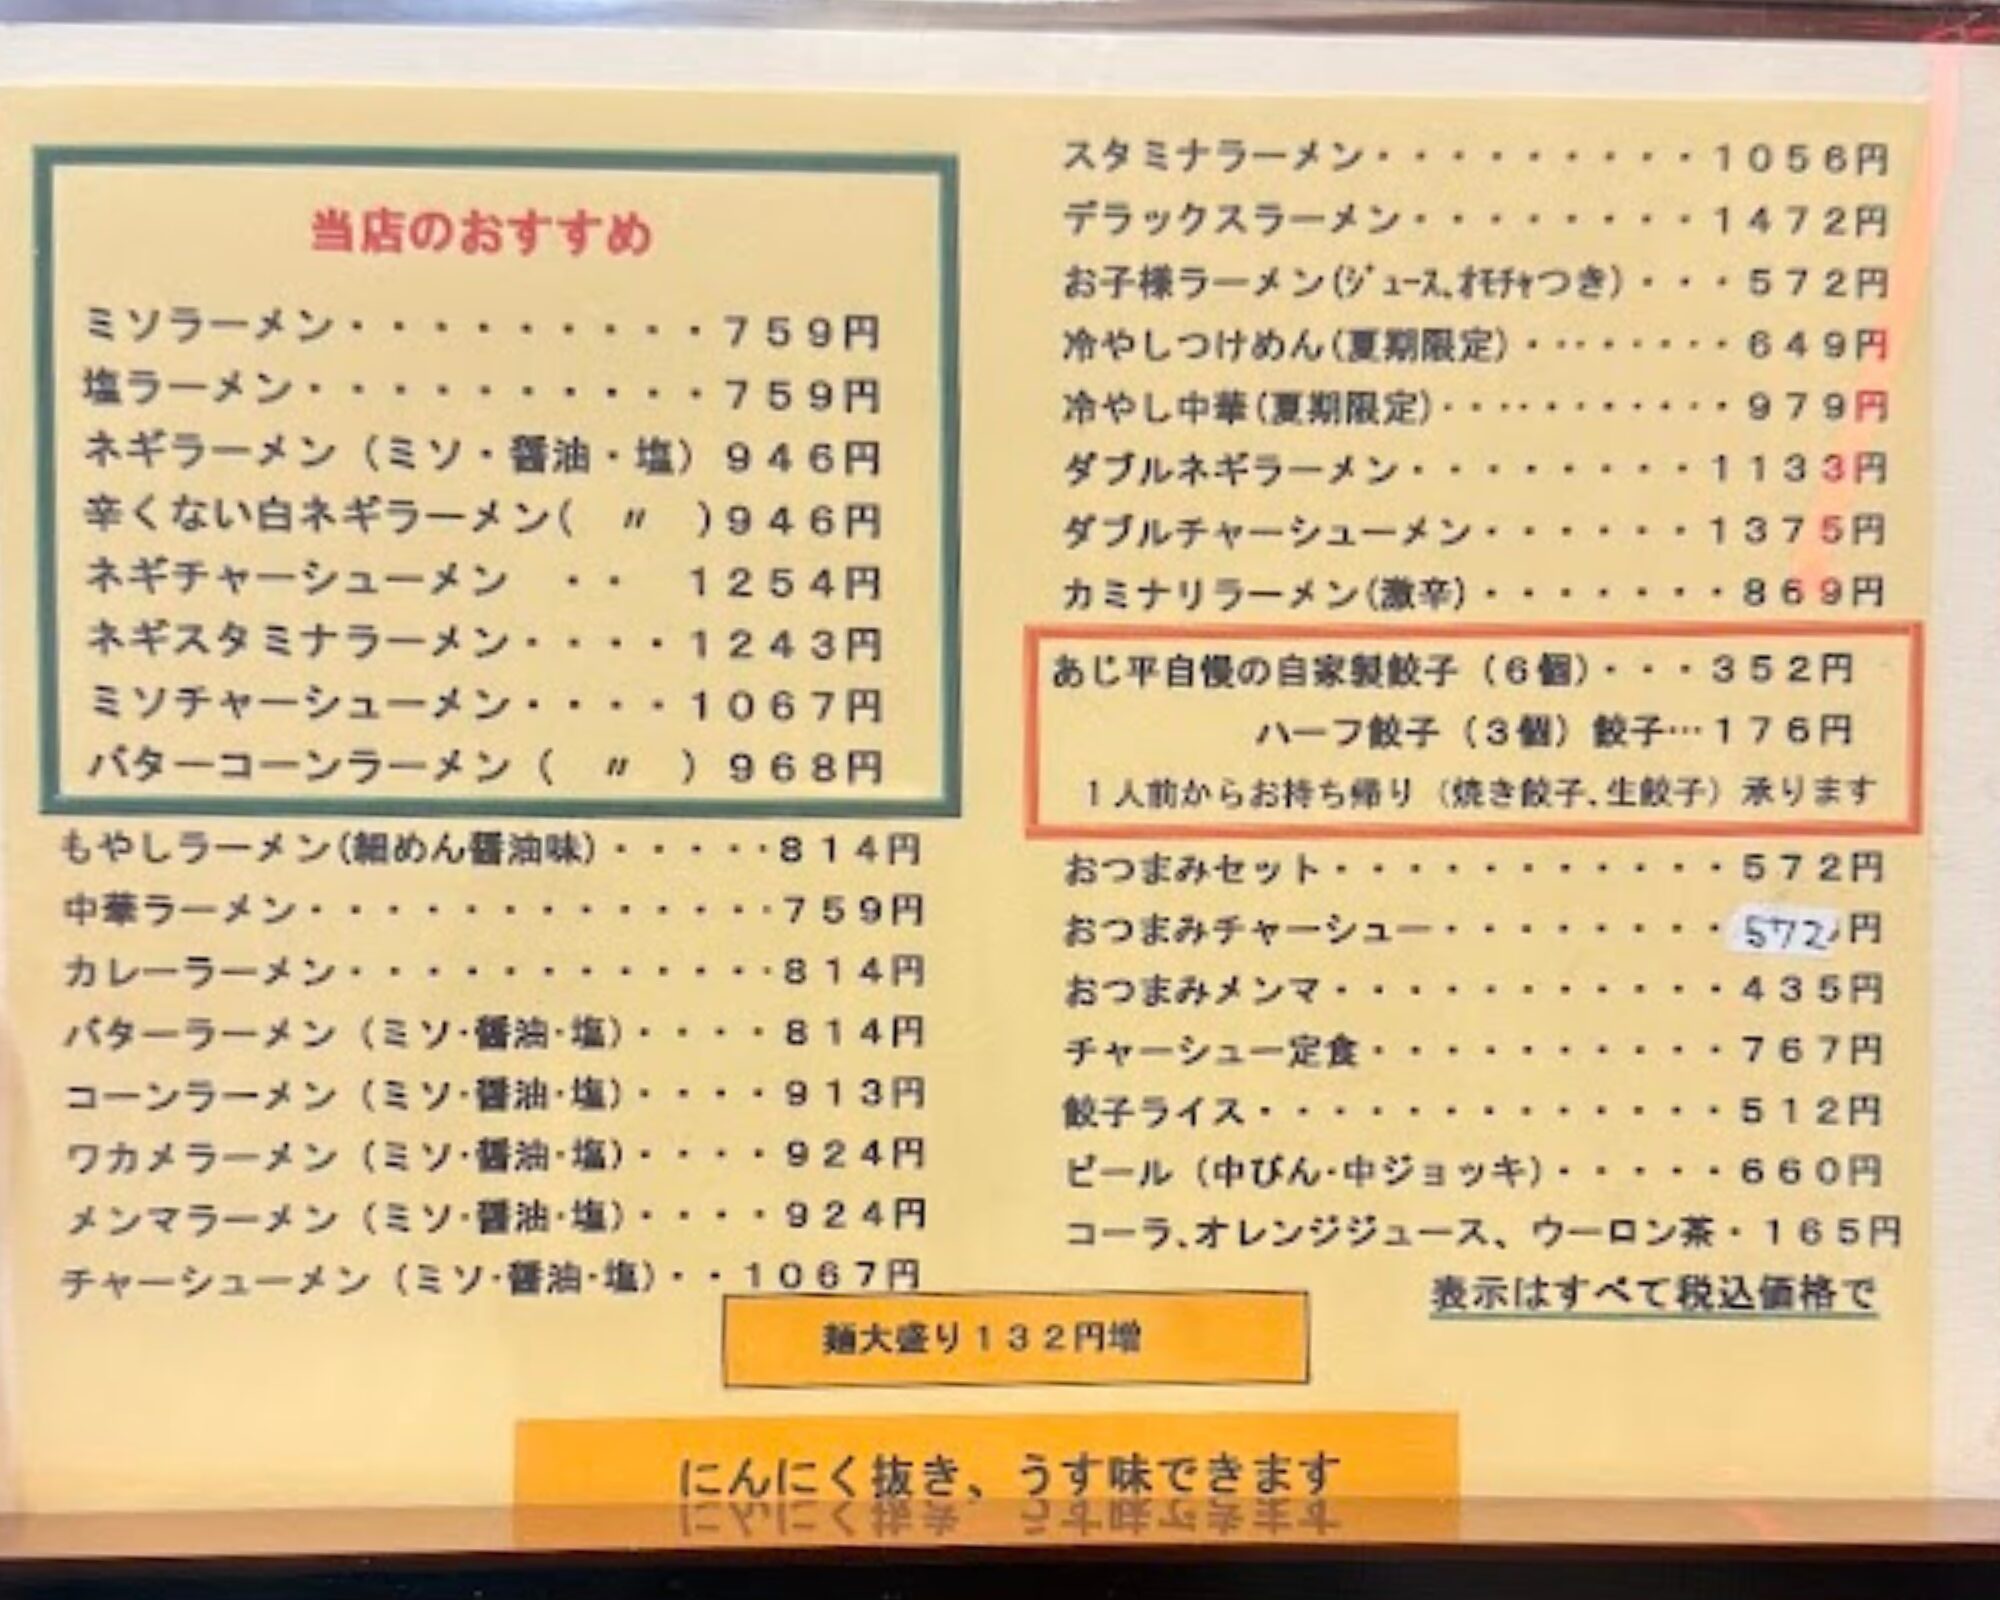 当店のおすすめ
ミソラーメン・・・・・・・・・・759円
塩ラーメン・・・・・・・・・・・759円
ネギラーメン（ミソ・醤油・塩）946円
辛くない白ネギラーメン(　〃　)946円
ネギチャーシューメン　・・　1254円
ネギスタミナラーメン・・・・1243円
ミソチャーシューメン・・・・1067円
バターコーンラーメン（　〃　）968円
もやしラーメン(細めん醤油味)・・・・・814円
中華ラーメン・・・・・・・・・・・・・759円
カレーラーメン・・・・・・・・・・・・814円
バターラーメン（ミソ・醤油・塩）・・・・814円
コーンラーメン（ミソ・醤油・塩）・・・・913円
ワカメラーメン（ミソ・醤油・塩）・・・・924円
メンマラーメン（ミソ・醤油・塩）・・・・924円
チャーシューメン（ミソ・醤油・塩）・・1067円
スタミナラーメン・・・・・・・・・1056円
デラックスラーメン・・・・・・・・1472円
お子様ラーメン(ｼﾞｭｰｽ、ｵﾓﾁｬつき)・・・572円
冷やしつけめん(夏期限定)・・・・・・・・649円
冷やし中華(夏期限定)・・・・・・・・・・・979円
ダブルネギラーメン・・・・・・・・1133円
ダブルチャーシューメン・・・・・・1375円
カミナリラーメン(激辛)・・・・・・・869円
あじ平自慢の自家製餃子（6個）・・・352円
ハーフ餃子（3個）餃子…176円
1人前からお持ち帰り（焼き餃子、生餃子）承ります
おつまみセット・・・・・・・・・・・572円
おつまみチャーシュー・・・・・・・・572円
おつまみメンマ・・・・・・・・・・・435円
チャーシュー定食・・・・・・・・・・767円
餃子ライス・・・・・・・・・・・・・512円
ビール（中びん・中ジョッキ）・・・・・660円
コーラ、オレンジジュース、ウーロン茶・165円
表示はすべて税込価格で
麺大盛り132円増
にんにく抜き、うす味できます